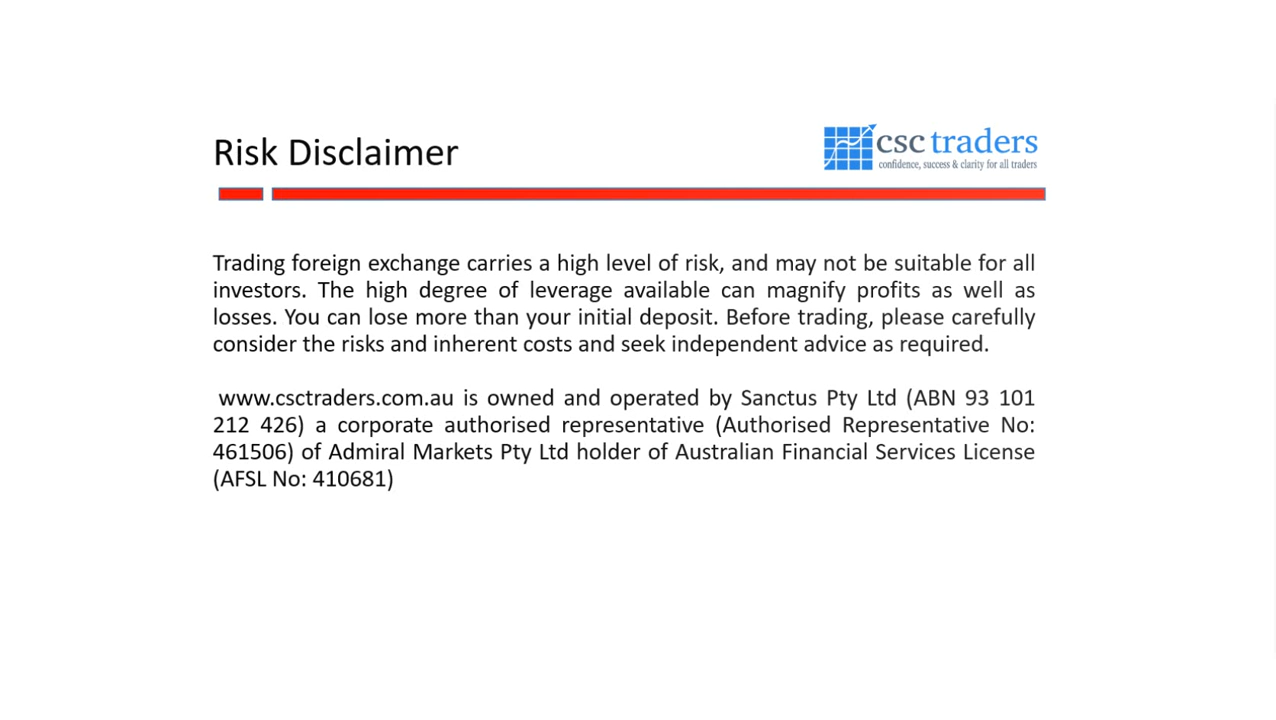 Risk Disclaimer
csc traders
confidence, success & clarity for all traders
Trading foreign exchange carries a high level of risk, and may not be suitable for all
investors. The high degree of leverage available can magnify profits as well as
losses. You can lose more than your initial deposit. Before trading, please carefully
consider the risks and inherent costs and seek independent advice as required.
www.csctraders.com.au is owned and operated by Sanctus Pty Ltd (ABN 93 101
212 426) a corporate authorised representative (Authorised Representative No:
461506) of Admiral Markets Pty Ltd holder of Australian Financial Services License
(AFSL No: 410681)